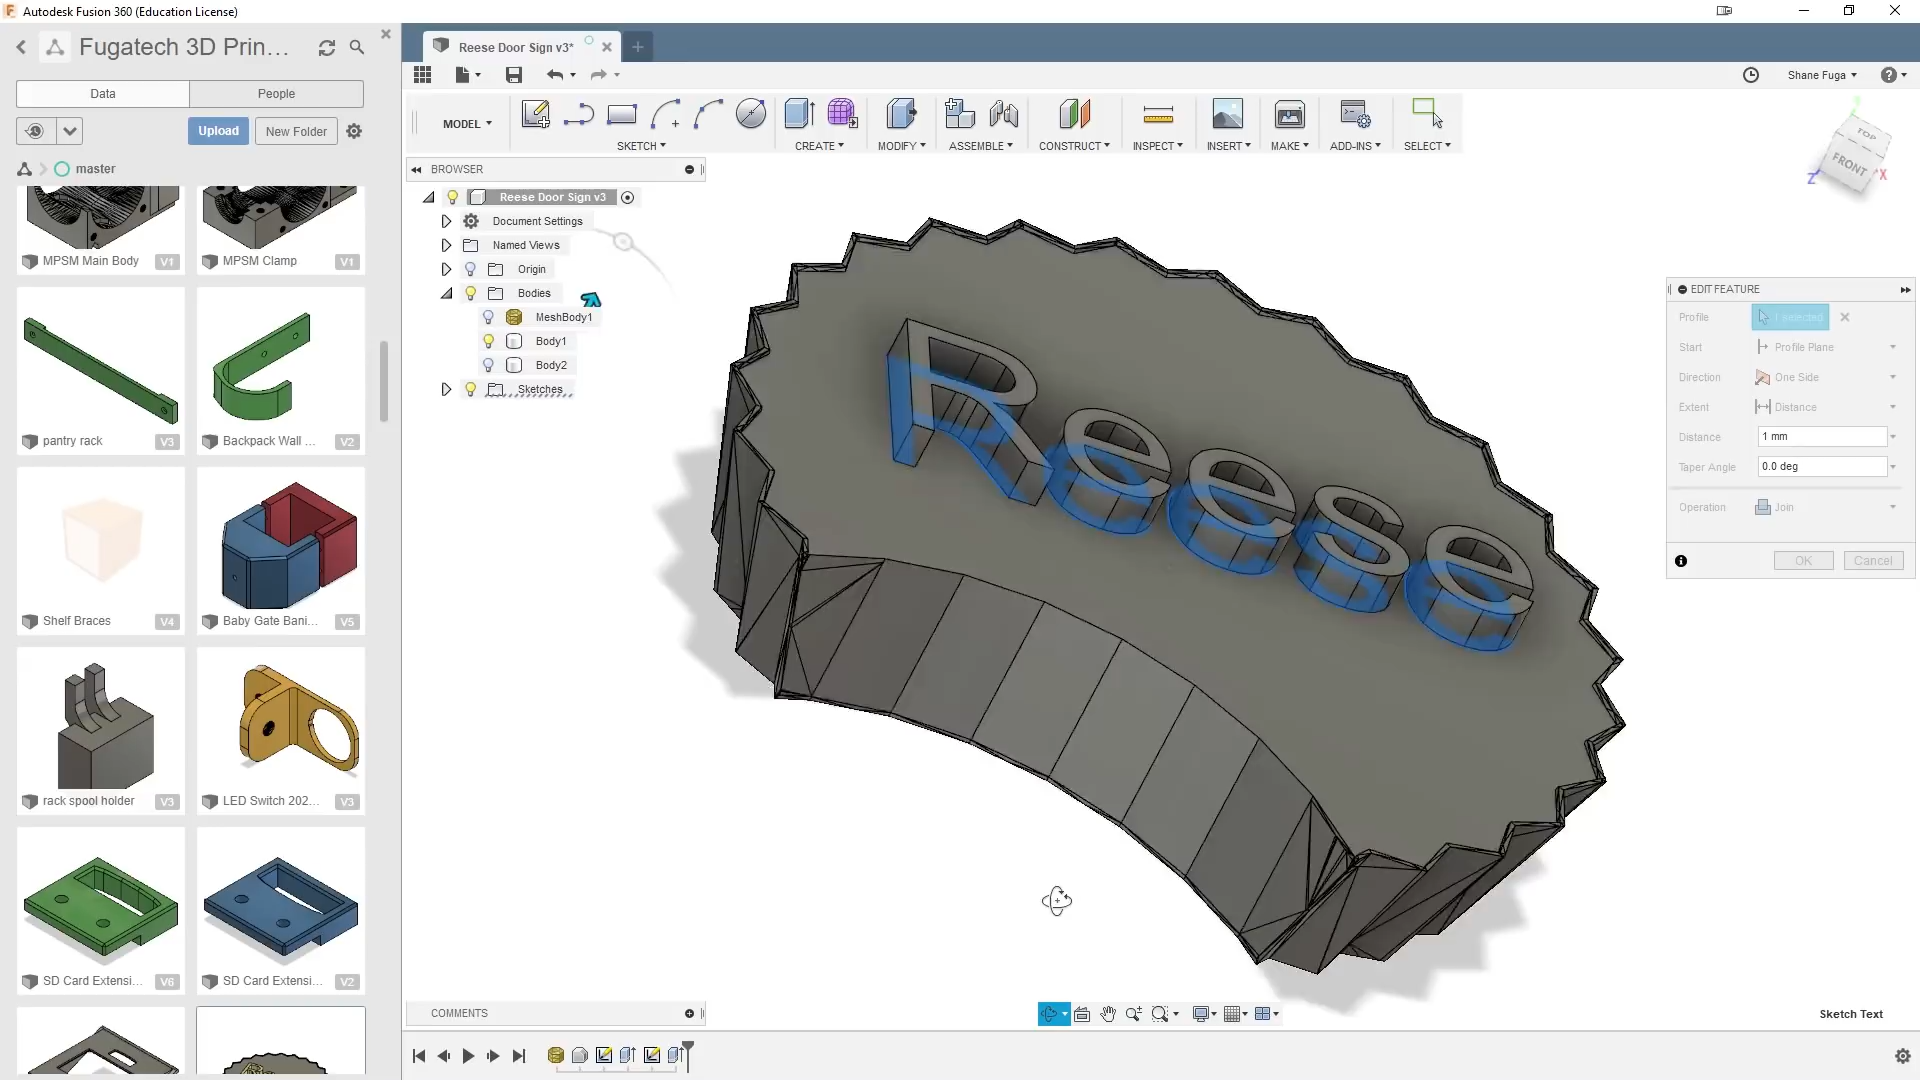 Autodesk Fusion 360 (Education License)
Fugatech 3D Prin...
Data
People
Upload
New Folder
master
MPSM Main Body V1
MPSM Clamp V1
pantry rack V3
Backpack Wall ... V2
Shelf Braces V4
Baby Gate Bani... V5
rack spool holder V3
LED Switch 202... V3
SD Card Extensi... V6
SD Card Extensi... V2
Reese Door Sign v3*
Shane Fuga
MODEL
SKETCH
CREATE
MODIFY
ASSEMBLE
CONSTRUCT
INSPECT
INSERT
MAKE
ADD-INS
SELECT
BROWSER
Reese Door Sign v3
Document Settings
Named Views
Origin
Bodies
MeshBody1
Body1
Body2
Sketches
TOP
FRONT
Z
X
Reese
EDIT FEATURE
Profile 1 selected
Start Profile Plane
Direction One Side
Extent Distance
Distance 1 mm
Taper Angle 0.0 deg
Operation Join
OK
Cancel
COMMENTS
Sketch Text